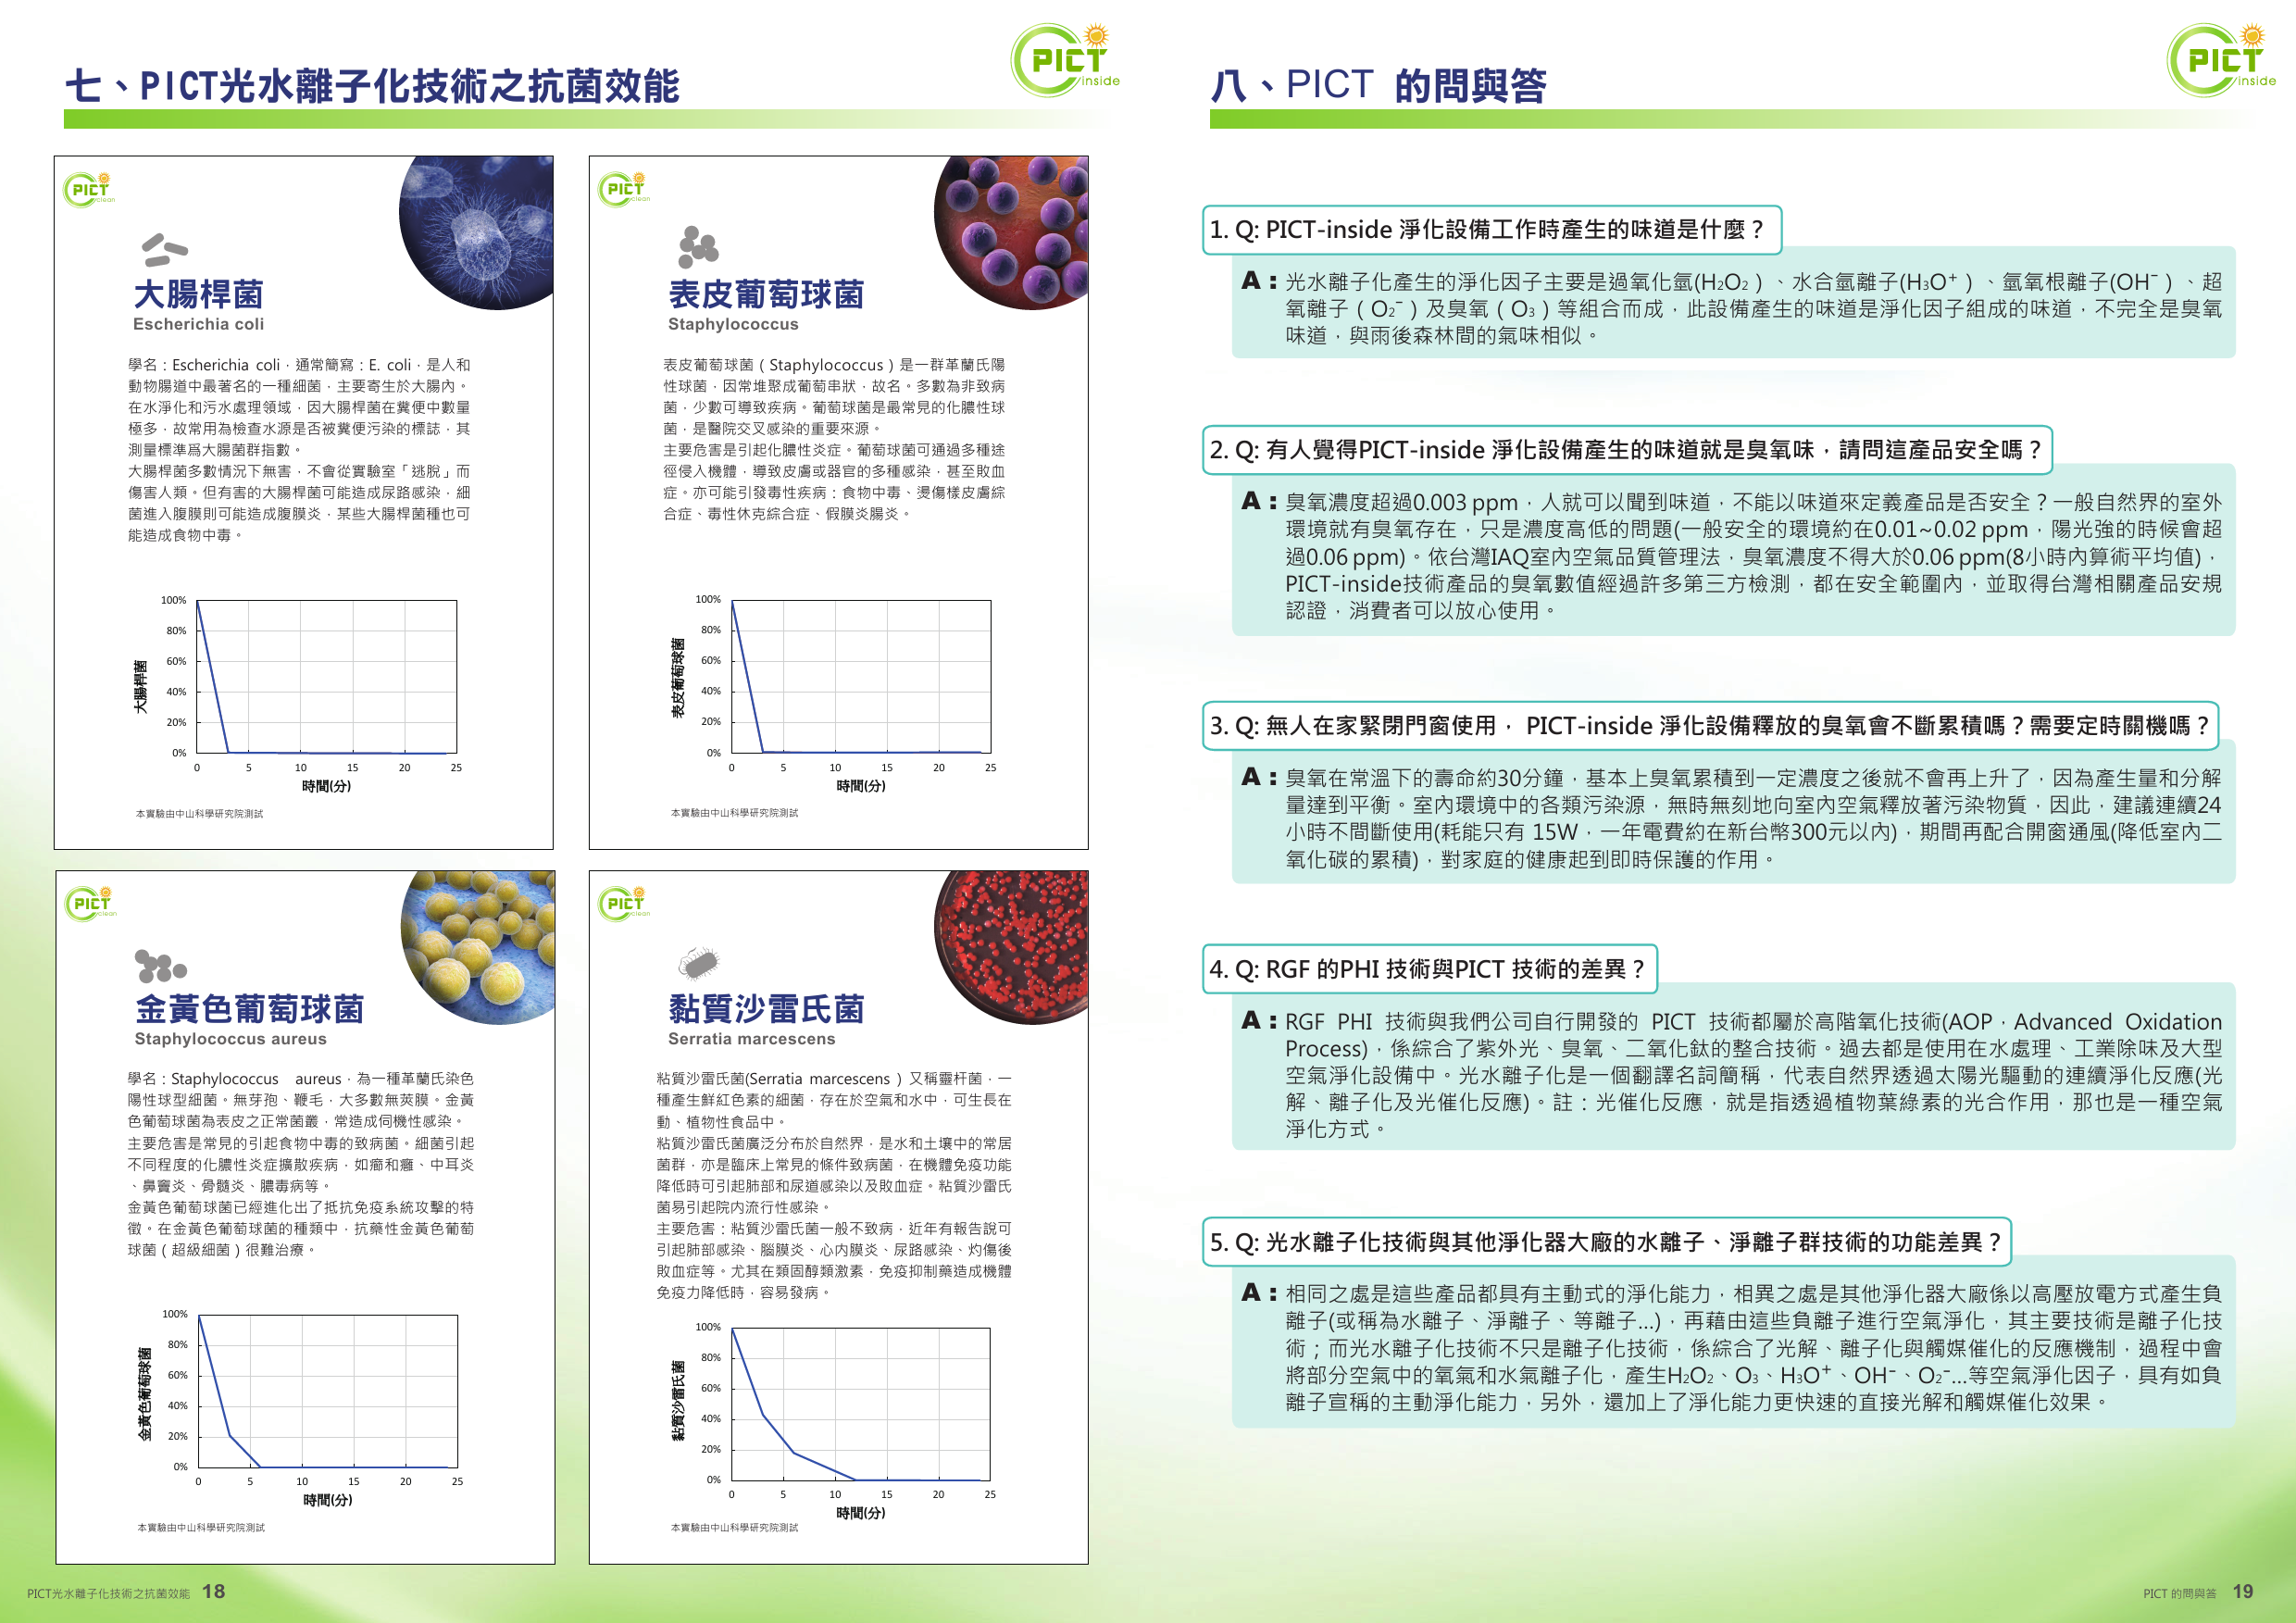 七、PICT光水離子化技術之抗菌效能
PICT
inside
PICT
clean
大腸桿菌
Escherichia coli
學名：Escherichia coli，通常簡寫：E. coli，是人和
動物腸道中最著名的一種細菌，主要寄生於大腸內。
在水淨化和污水處理領域，因大腸桿菌在糞便中數量
極多，故常用為檢查水源是否被糞便污染的標誌，其
測量標準爲大腸菌群指數。
大腸桿菌多數情況下無害，不會從實驗室「逃脫」而
傷害人類。但有害的大腸桿菌可能造成尿路感染，細
菌進入腹膜則可能造成腹膜炎，某些大腸桿菌種也可
能造成食物中毒。
大腸桿菌
100%
80%
60%
40%
20%
0%
0 5 10 15 20 25
時間(分)
本實驗由中山科學研究院測試
PICT
clean
表皮葡萄球菌
Staphylococcus
表皮葡萄球菌（Staphylococcus）是一群革蘭氏陽
性球菌，因常堆聚成葡萄串狀，故名。多數為非致病
菌，少數可導致疾病。葡萄球菌是最常見的化膿性球
菌，是醫院交叉感染的重要來源。
主要危害是引起化膿性炎症。葡萄球菌可通過多種途
徑侵入機體，導致皮膚或器官的多種感染，甚至敗血
症。亦可能引發毒性疾病：食物中毒、燙傷樣皮膚綜
合症、毒性休克綜合症、假膜炎腸炎。
表皮葡萄球菌
100%
80%
60%
40%
20%
0%
0 5 10 15 20 25
時間(分)
本實驗由中山科學研究院測試
PICT
clean
金黃色葡萄球菌
Staphylococcus aureus
學名：Staphylococcus aureus，為一種革蘭氏染色
陽性球型細菌。無芽孢、鞭毛，大多數無莢膜。金黃
色葡萄球菌為表皮之正常菌叢，常造成伺機性感染。
主要危害是常見的引起食物中毒的致病菌。細菌引起
不同程度的化膿性炎症擴散疾病，如癤和癰、中耳炎
、鼻竇炎、骨髓炎、膿毒病等。
金黃色葡萄球菌已經進化出了抵抗免疫系統攻擊的特
徵。在金黃色葡萄球菌的種類中，抗藥性金黃色葡萄
球菌（超級細菌）很難治療。
金黃色葡萄球菌
100%
80%
60%
40%
20%
0%
0 5 10 15 20 25
時間(分)
本實驗由中山科學研究院測試
PICT
clean
黏質沙雷氏菌
Serratia marcescens
粘質沙雷氏菌(Serratia marcescens ) 又稱靈杆菌，一
種產生鮮紅色素的細菌，存在於空氣和水中，可生長在
動、植物性食品中。
粘質沙雷氏菌廣泛分布於自然界，是水和土壤中的常居
菌群，亦是臨床上常見的條件致病菌，在機體免疫功能
降低時可引起肺部和尿道感染以及敗血症。粘質沙雷氏
菌易引起院内流行性感染。
主要危害：粘質沙雷氏菌一般不致病，近年有報告說可
引起肺部感染、腦膜炎、心内膜炎、尿路感染、灼傷後
敗血症等。尤其在類固醇類激素，免疫抑制藥造成機體
免疫力降低時，容易發病。
黏質沙雷氏菌
100%
80%
60%
40%
20%
0%
0 5 10 15 20 25
時間(分)
本實驗由中山科學研究院測試
PICT光水離子化技術之抗菌效能 18
八、PICT 的問與答
PICT
inside
1. Q: PICT-inside 淨化設備工作時產生的味道是什麼？
A：光水離子化產生的淨化因子主要是過氧化氫(H₂O₂）、水合氫離子(H₃O⁺）、氫氧根離子(OH⁻）、超
氧離子（O₂⁻）及臭氧（O₃）等組合而成，此設備產生的味道是淨化因子組成的味道，不完全是臭氧
味道，與雨後森林間的氣味相似。
2. Q: 有人覺得PICT-inside 淨化設備產生的味道就是臭氧味，請問這產品安全嗎？
A：臭氧濃度超過0.003 ppm，人就可以聞到味道，不能以味道來定義產品是否安全？一般自然界的室外
環境就有臭氧存在，只是濃度高低的問題(一般安全的環境約在0.01~0.02 ppm，陽光強的時候會超
過0.06 ppm)。依台灣IAQ室內空氣品質管理法，臭氧濃度不得大於0.06 ppm(8小時內算術平均值)，
PICT-inside技術產品的臭氧數值經過許多第三方檢測，都在安全範圍內，並取得台灣相關產品安規
認證，消費者可以放心使用。
3. Q: 無人在家緊閉門窗使用， PICT-inside 淨化設備釋放的臭氧會不斷累積嗎？需要定時關機嗎？
A：臭氧在常溫下的壽命約30分鐘，基本上臭氧累積到一定濃度之後就不會再上升了，因為產生量和分解
量達到平衡。室內環境中的各類污染源，無時無刻地向室內空氣釋放著污染物質，因此，建議連續24
小時不間斷使用(耗能只有 15W，一年電費約在新台幣300元以內)，期間再配合開窗通風(降低室內二
氧化碳的累積)，對家庭的健康起到即時保護的作用。
4. Q: RGF 的PHI 技術與PICT 技術的差異？
A：RGF PHI 技術與我們公司自行開發的 PICT 技術都屬於高階氧化技術(AOP，Advanced Oxidation
Process)，係綜合了紫外光、臭氧、二氧化鈦的整合技術。過去都是使用在水處理、工業除味及大型
空氣淨化設備中。光水離子化是一個翻譯名詞簡稱，代表自然界透過太陽光驅動的連續淨化反應(光
解、離子化及光催化反應)。註：光催化反應，就是指透過植物葉綠素的光合作用，那也是一種空氣
淨化方式。
5. Q: 光水離子化技術與其他淨化器大廠的水離子、淨離子群技術的功能差異？
A：相同之處是這些產品都具有主動式的淨化能力，相異之處是其他淨化器大廠係以高壓放電方式產生負
離子(或稱為水離子、淨離子、等離子...)，再藉由這些負離子進行空氣淨化，其主要技術是離子化技
術；而光水離子化技術不只是離子化技術，係綜合了光解、離子化與觸媒催化的反應機制，過程中會
將部分空氣中的氧氣和水氣離子化，產生H₂O₂、O₃、H₃O⁺、OH⁻、O₂⁻...等空氣淨化因子，具有如負
離子宣稱的主動淨化能力，另外，還加上了淨化能力更快速的直接光解和觸媒催化效果。
PICT 的問與答 19